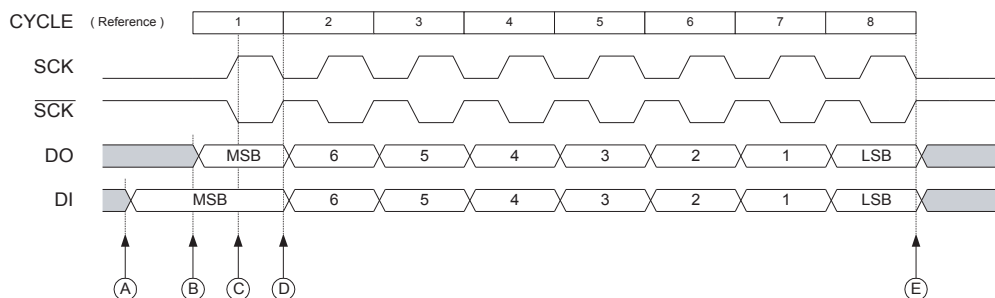 CYCLE ( Reference ) 1 2 3 4 5 6 7 8
SCK
SCK
DO MSB 6 5 4 3 2 1 LSB
DI MSB 6 5 4 3 2 1 LSB
A B C D E